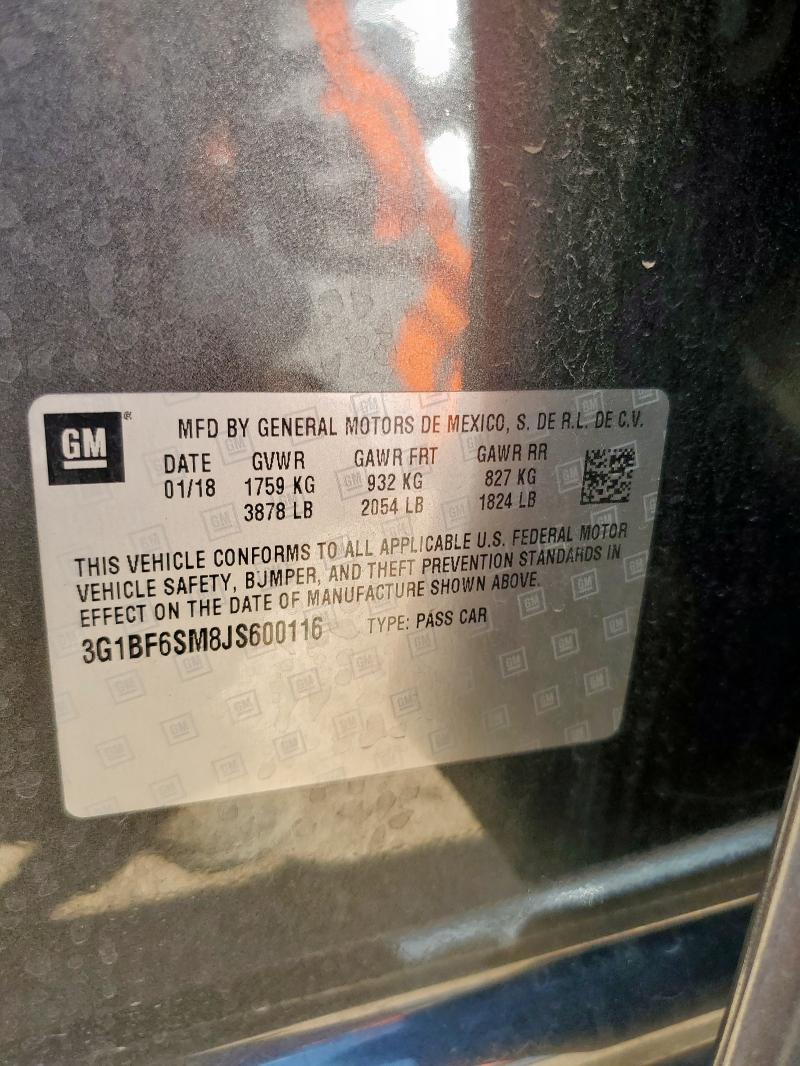 GM ®
MFD BY GENERAL MOTORS DE MEXICO, S. DE R.L. DE C.V.
DATE GVWR GAWR FRT GAWR RR
01/18 1759 KG 932 KG 827 KG
3878 LB 2054 LB 1824 LB
THIS VEHICLE CONFORMS TO ALL APPLICABLE U.S. FEDERAL MOTOR
VEHICLE SAFETY, BUMPER, AND THEFT PREVENTION STANDARDS IN
EFFECT ON THE DATE OF MANUFACTURE SHOWN ABOVE.
3G1BF6SM8JS600116 TYPE: PASS CAR